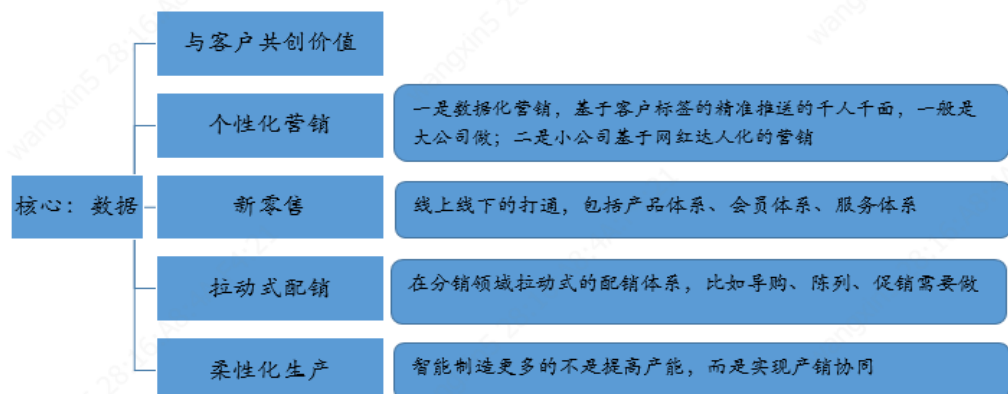 与客户共创价值
个性化营销
一是数据化营销，基于客户标签的精准推送的千人千面，一般是
大公司做；二是小公司基于网红达人化的营销
核心：数据
新零售
线上线下的打通，包括产品体系、会员体系、服务体系
拉动式配销
在分销领域拉动式的配销体系，比如导购、陈列、促销需要做
柔性化生产
智能制造更多的不是提高产能，而是实现产销协同